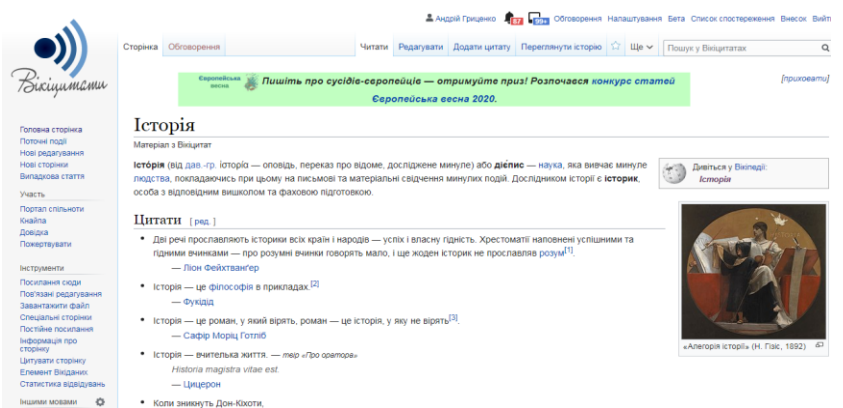 Андрій Гриценко 87 99+ Обговорення Налаштування Бета Список спостереження Внесок Вийти
Вікіцитати
Сторінка Обговорення Читати Редагувати Додати цитату Переглянути історію Ще Пошук у Вікіцитатах
Європейська весна Пишіть про сусідів-європейців — отримуйте приз! Розпочався конкурс статей Європейська весна 2020. [приховати]
Головна сторінка
Поточні події
Нові редагування
Нові сторінки
Випадкова стаття
Участь
Портал спільноти
Кнайпа
Довідка
Пожертвувати
Інструменти
Посилання сюди
Пов'язані редагування
Завантажити файл
Спеціальні сторінки
Постійне посилання
Інформація про
сторінку
Цитувати сторінку
Елемент Вікіданих
Статистика відвідувань
Іншими мовами
Історія
Матеріал з Вікіцитат
Істо́рія (від дав.-гр. ἱστορία — оповідь, переказ про відоме, досліджене минуле) або діє́пис — наука, яка вивчає минуле
людства, покладаючись при цьому на письмові та матеріальні свідчення минулих подій. Дослідником історії є історик,
особа з відповідним вишколом та фаховою підготовкою.
Дивіться у Вікіпедії:
Історія
Цитати [ ред. ]
• Дві речі прославляють історики всіх країн і народів — успіх і власну гідність. Хрестоматії наповнені успішними та
гідними вчинками — про розумні вчинки говорять мало, і ще жоден історик не прославляв розум[1].
— Ліон Фейхтванґер
• Історія — це філософія в прикладах.[2]
— Фукідід
• Історія — це роман, у який вірять, роман — це історія, у яку не вірять[3].
— Сафір Моріц Готліб
• Історія — вчителька життя. — твір «Про оратора»
Historia magistra vitae est.
— Цицерон
• Коли зникнуть Дон-Кіхоти,
«Алегорія історії» (Н. Гізіс, 1892)